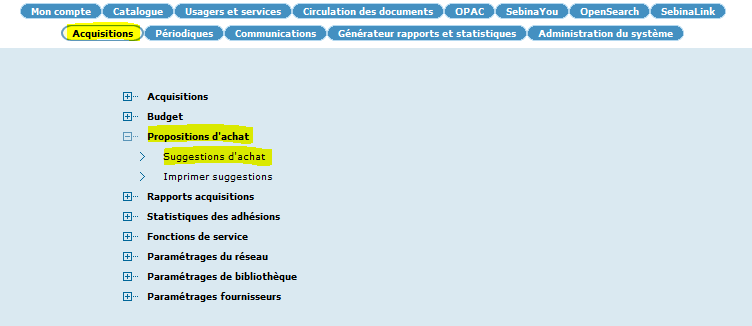 Mon compte Catalogue Usagers et services Circulation des documents OPAC SebinaYou OpenSearch SebinaLink
Acquisitions Périodiques Communications Générateur rapports et statistiques Administration du système
Acquisitions
Budget
Propositions d'achat
Suggestions d'achat
Imprimer suggestions
Rapports acquisitions
Statistiques des adhésions
Fonctions de service
Paramétrages du réseau
Paramétrages de bibliothèque
Paramétrages fournisseurs